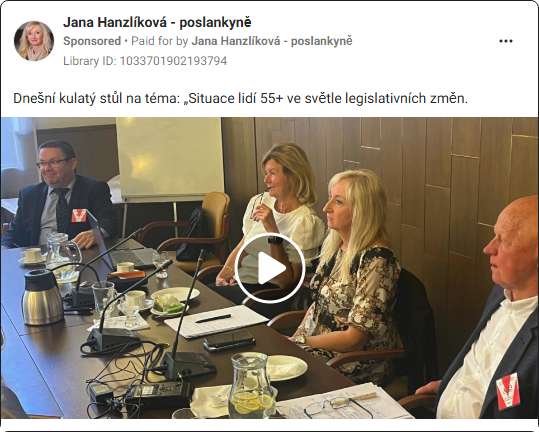 Jana Hanzlíková - poslankyně
Sponsored • Paid for by Jana Hanzlíková - poslankyně
Library ID: 1033701902193794
Dnešní kulatý stůl na téma: „Situace lidí 55+ ve světle legislativních změn.